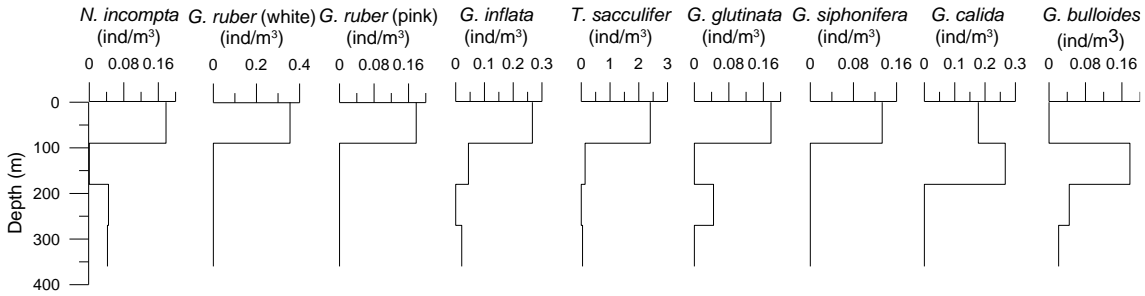 N. incompta G. ruber (white) G. ruber (pink) G. inflata T. sacculifer G. glutinata G. siphonifera G. calida G. bulloides
(ind/m³) (ind/m³) (ind/m³) (ind/m³) (ind/m³) (ind/m³) (ind/m³) (ind/m³) (ind/m³)
0 0.08 0.16 0 0.2 0.4 0 0.08 0.16 0 0.1 0.2 0.3 0 1 2 3 0 0.08 0.16 0 0.08 0.16 0 0.1 0.2 0.3 0 0.08 0.16
0
100
200
300
400
Depth (m)